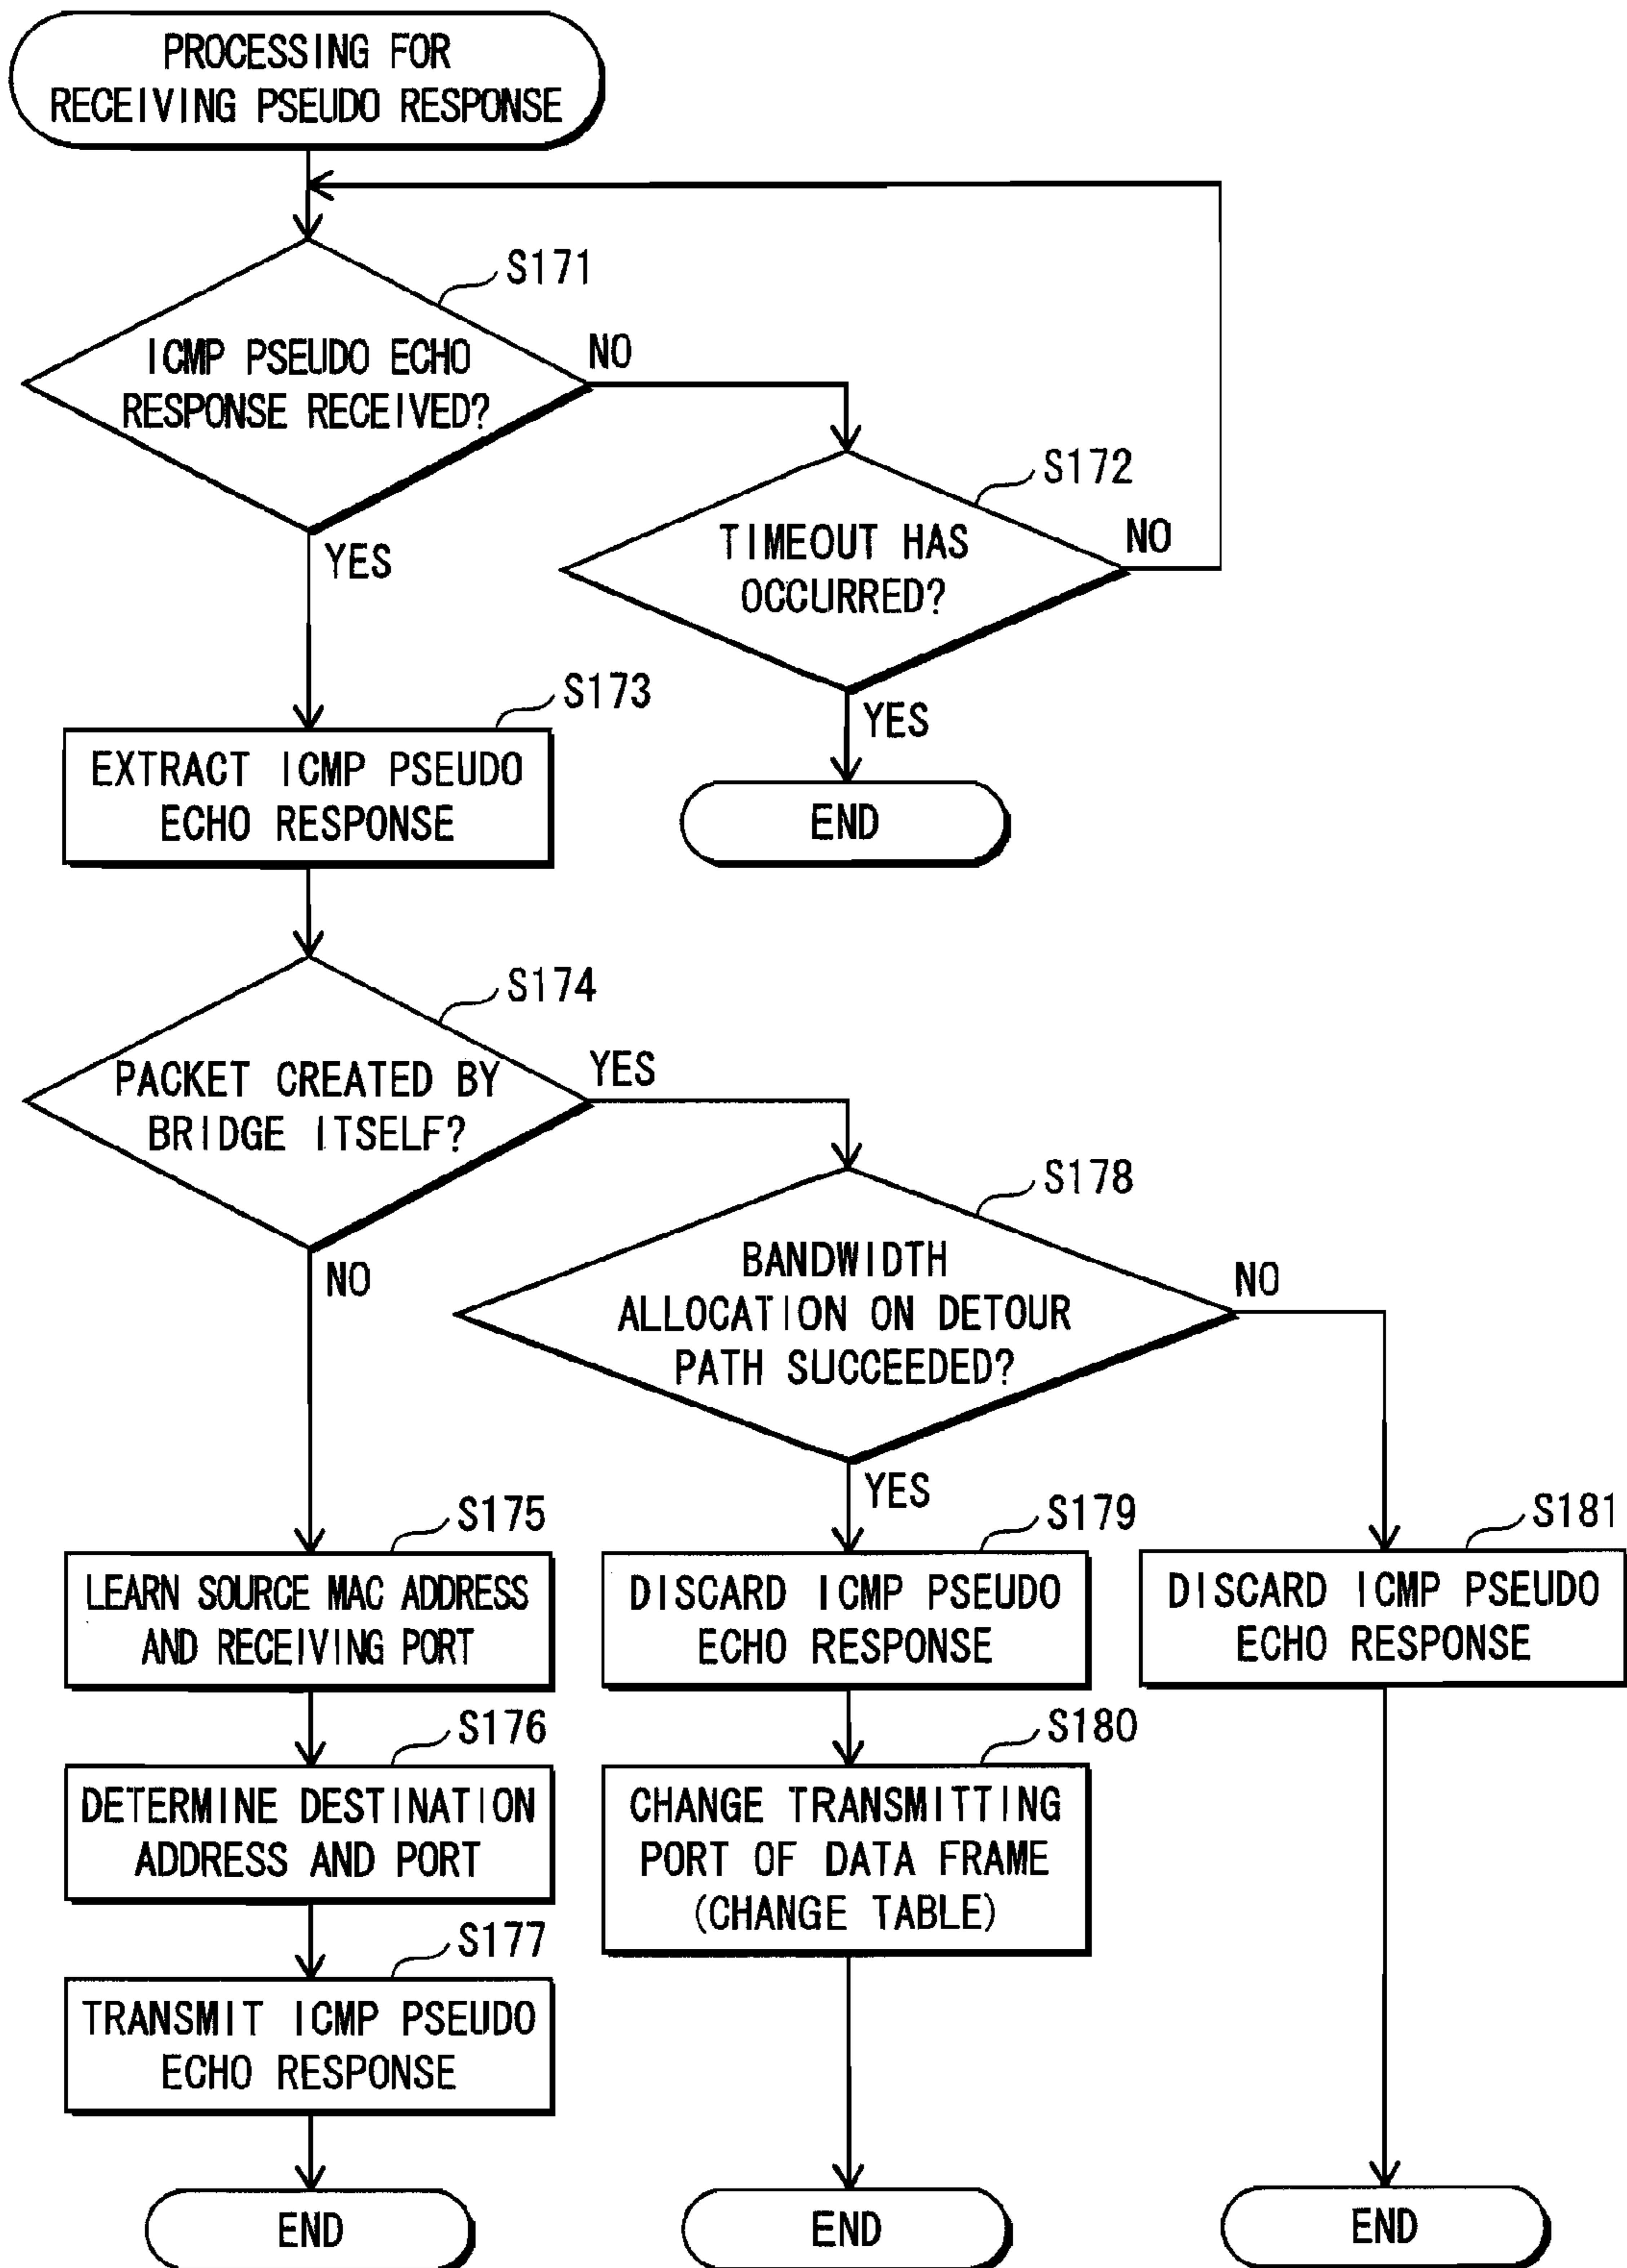 PROCESSING FOR
RECEIVING PSEUDO RESPONSE
S171
ICMP PSEUDO ECHO
RESPONSE RECEIVED?
NO
YES
S172
TIMEOUT HAS
OCCURRED?
NO
YES
END
S173
EXTRACT ICMP PSEUDO
ECHO RESPONSE
S174
PACKET CREATED BY
BRIDGE ITSELF?
YES
NO
S178
BANDWIDTH
ALLOCATION ON DETOUR
PATH SUCCEEDED?
NO
YES
S175
LEARN SOURCE MAC ADDRESS
AND RECEIVING PORT
S176
DETERMINE DESTINATION
ADDRESS AND PORT
S177
TRANSMIT ICMP PSEUDO
ECHO RESPONSE
END
S179
DISCARD ICMP PSEUDO
ECHO RESPONSE
S180
CHANGE TRANSMITTING
PORT OF DATA FRAME
(CHANGE TABLE)
END
S181
DISCARD ICMP PSEUDO
ECHO RESPONSE
END